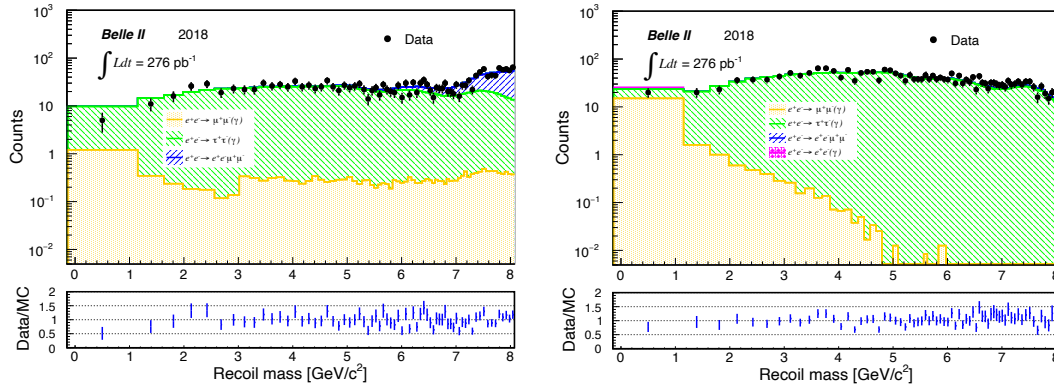 Belle II 2018
Data
∫ Ldt = 276 pb⁻¹
Counts
10³
10²
10
1
10⁻¹
10⁻²
e⁺e⁻→ μ⁺μ⁻(γ)
e⁺e⁻→ τ⁺τ⁻(γ)
e⁺e⁻→ e⁺e⁻μ⁺μ⁻
0 1 2 3 4 5 6 7 8
Data/MC
2
1.5
1
0.5
0
0 1 2 3 4 5 6 7 8
Recoil mass [GeV/c²]
Belle II 2018
Data
∫ Ldt = 276 pb⁻¹
Counts
10³
10²
10
1
10⁻¹
10⁻²
e⁺e⁻→ μ⁺μ⁻(γ)
e⁺e⁻→ τ⁺τ⁻(γ)
e⁺e⁻→ e⁺e⁻μ⁺μ⁻
e⁺e⁻→ e⁺e⁻(γ)
0 1 2 3 4 5 6 7 8
Data/MC
2
1.5
1
0.5
0
0 1 2 3 4 5 6 7 8
Recoil mass [GeV/c²]